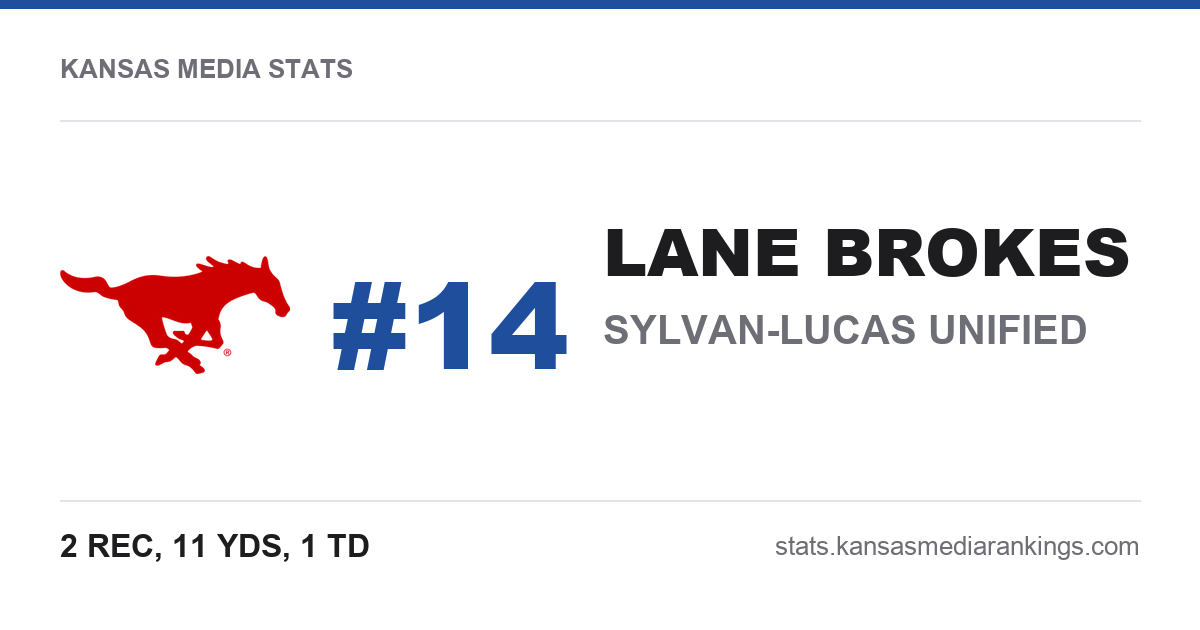 KANSAS MEDIA STATS
#14
LANE BROKES
SYLVAN-LUCAS UNIFIED
®
2 REC, 11 YDS, 1 TD
stats.kansasmediarankings.com